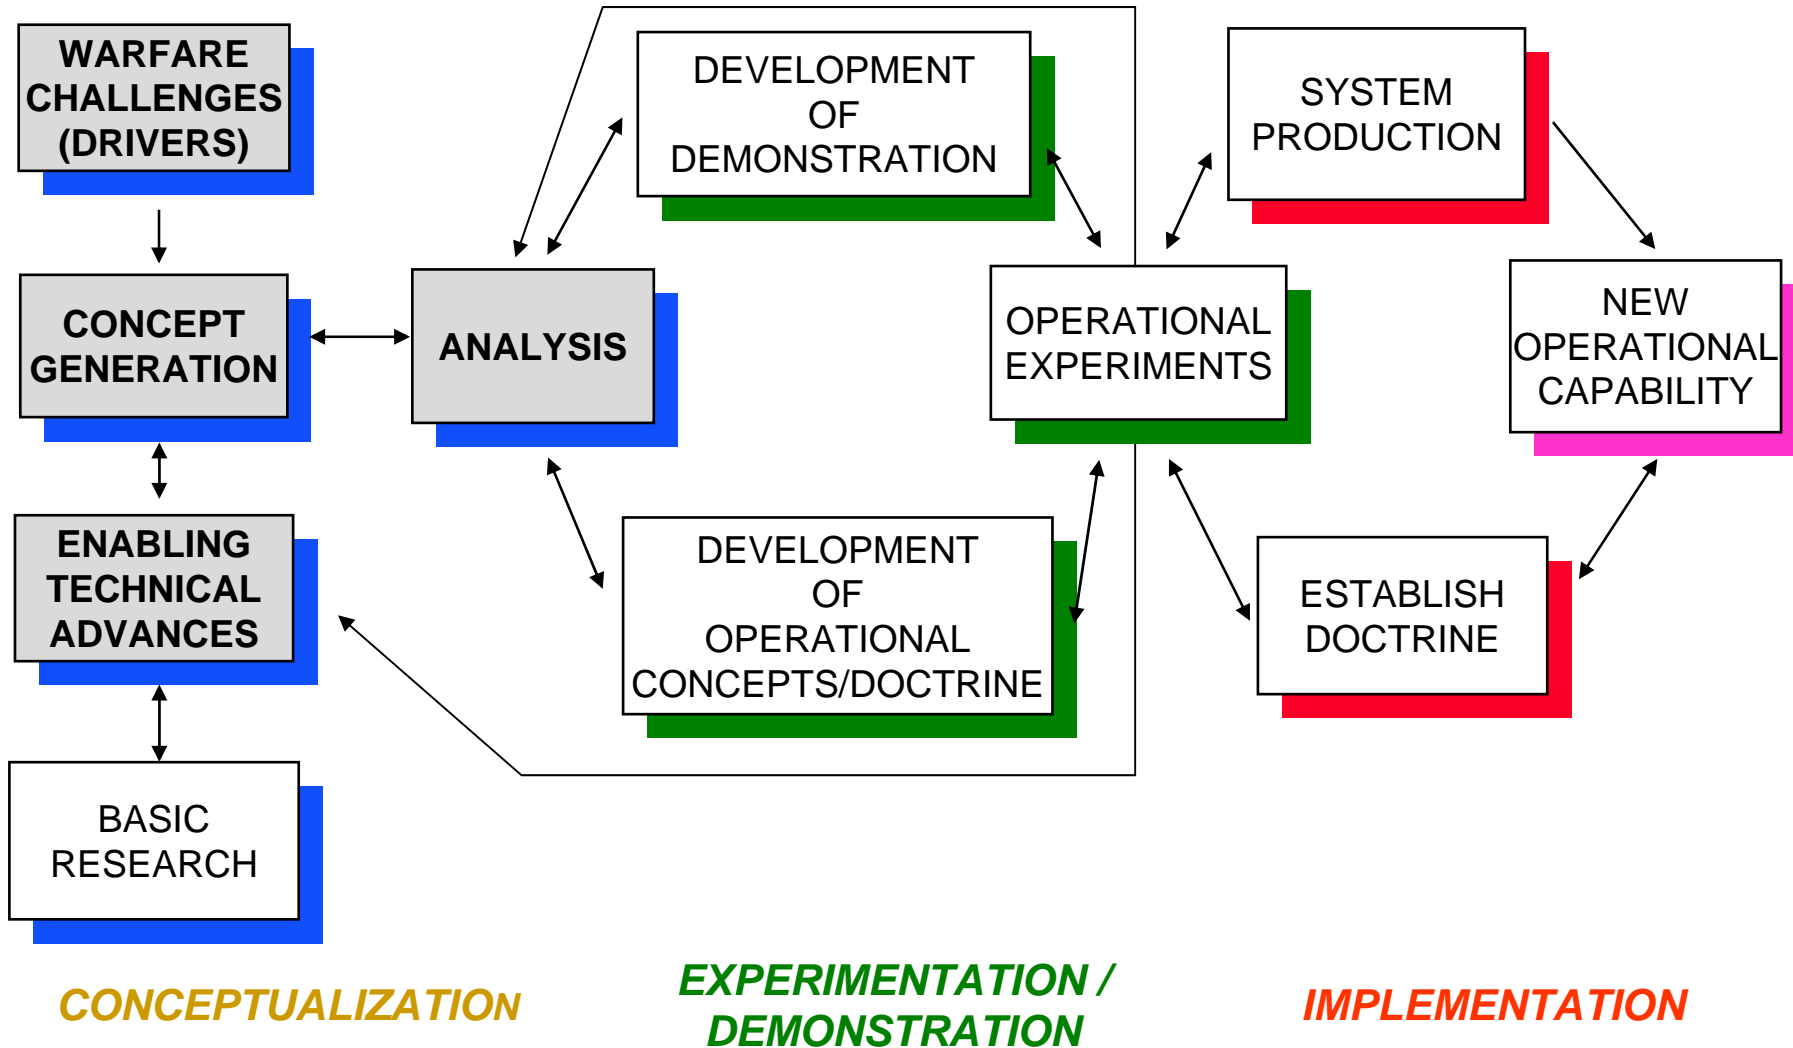 WARFARE
CHALLENGES
(DRIVERS)
CONCEPT
GENERATION
ENABLING
TECHNICAL
ADVANCES
BASIC
RESEARCH
ANALYSIS
DEVELOPMENT
OF
DEMONSTRATION
DEVELOPMENT
OF
OPERATIONAL
CONCEPTS/DOCTRINE
OPERATIONAL
EXPERIMENTS
SYSTEM
PRODUCTION
ESTABLISH
DOCTRINE
NEW
OPERATIONAL
CAPABILITY
CONCEPTUALIZATION
EXPERIMENTATION /
DEMONSTRATION
IMPLEMENTATION